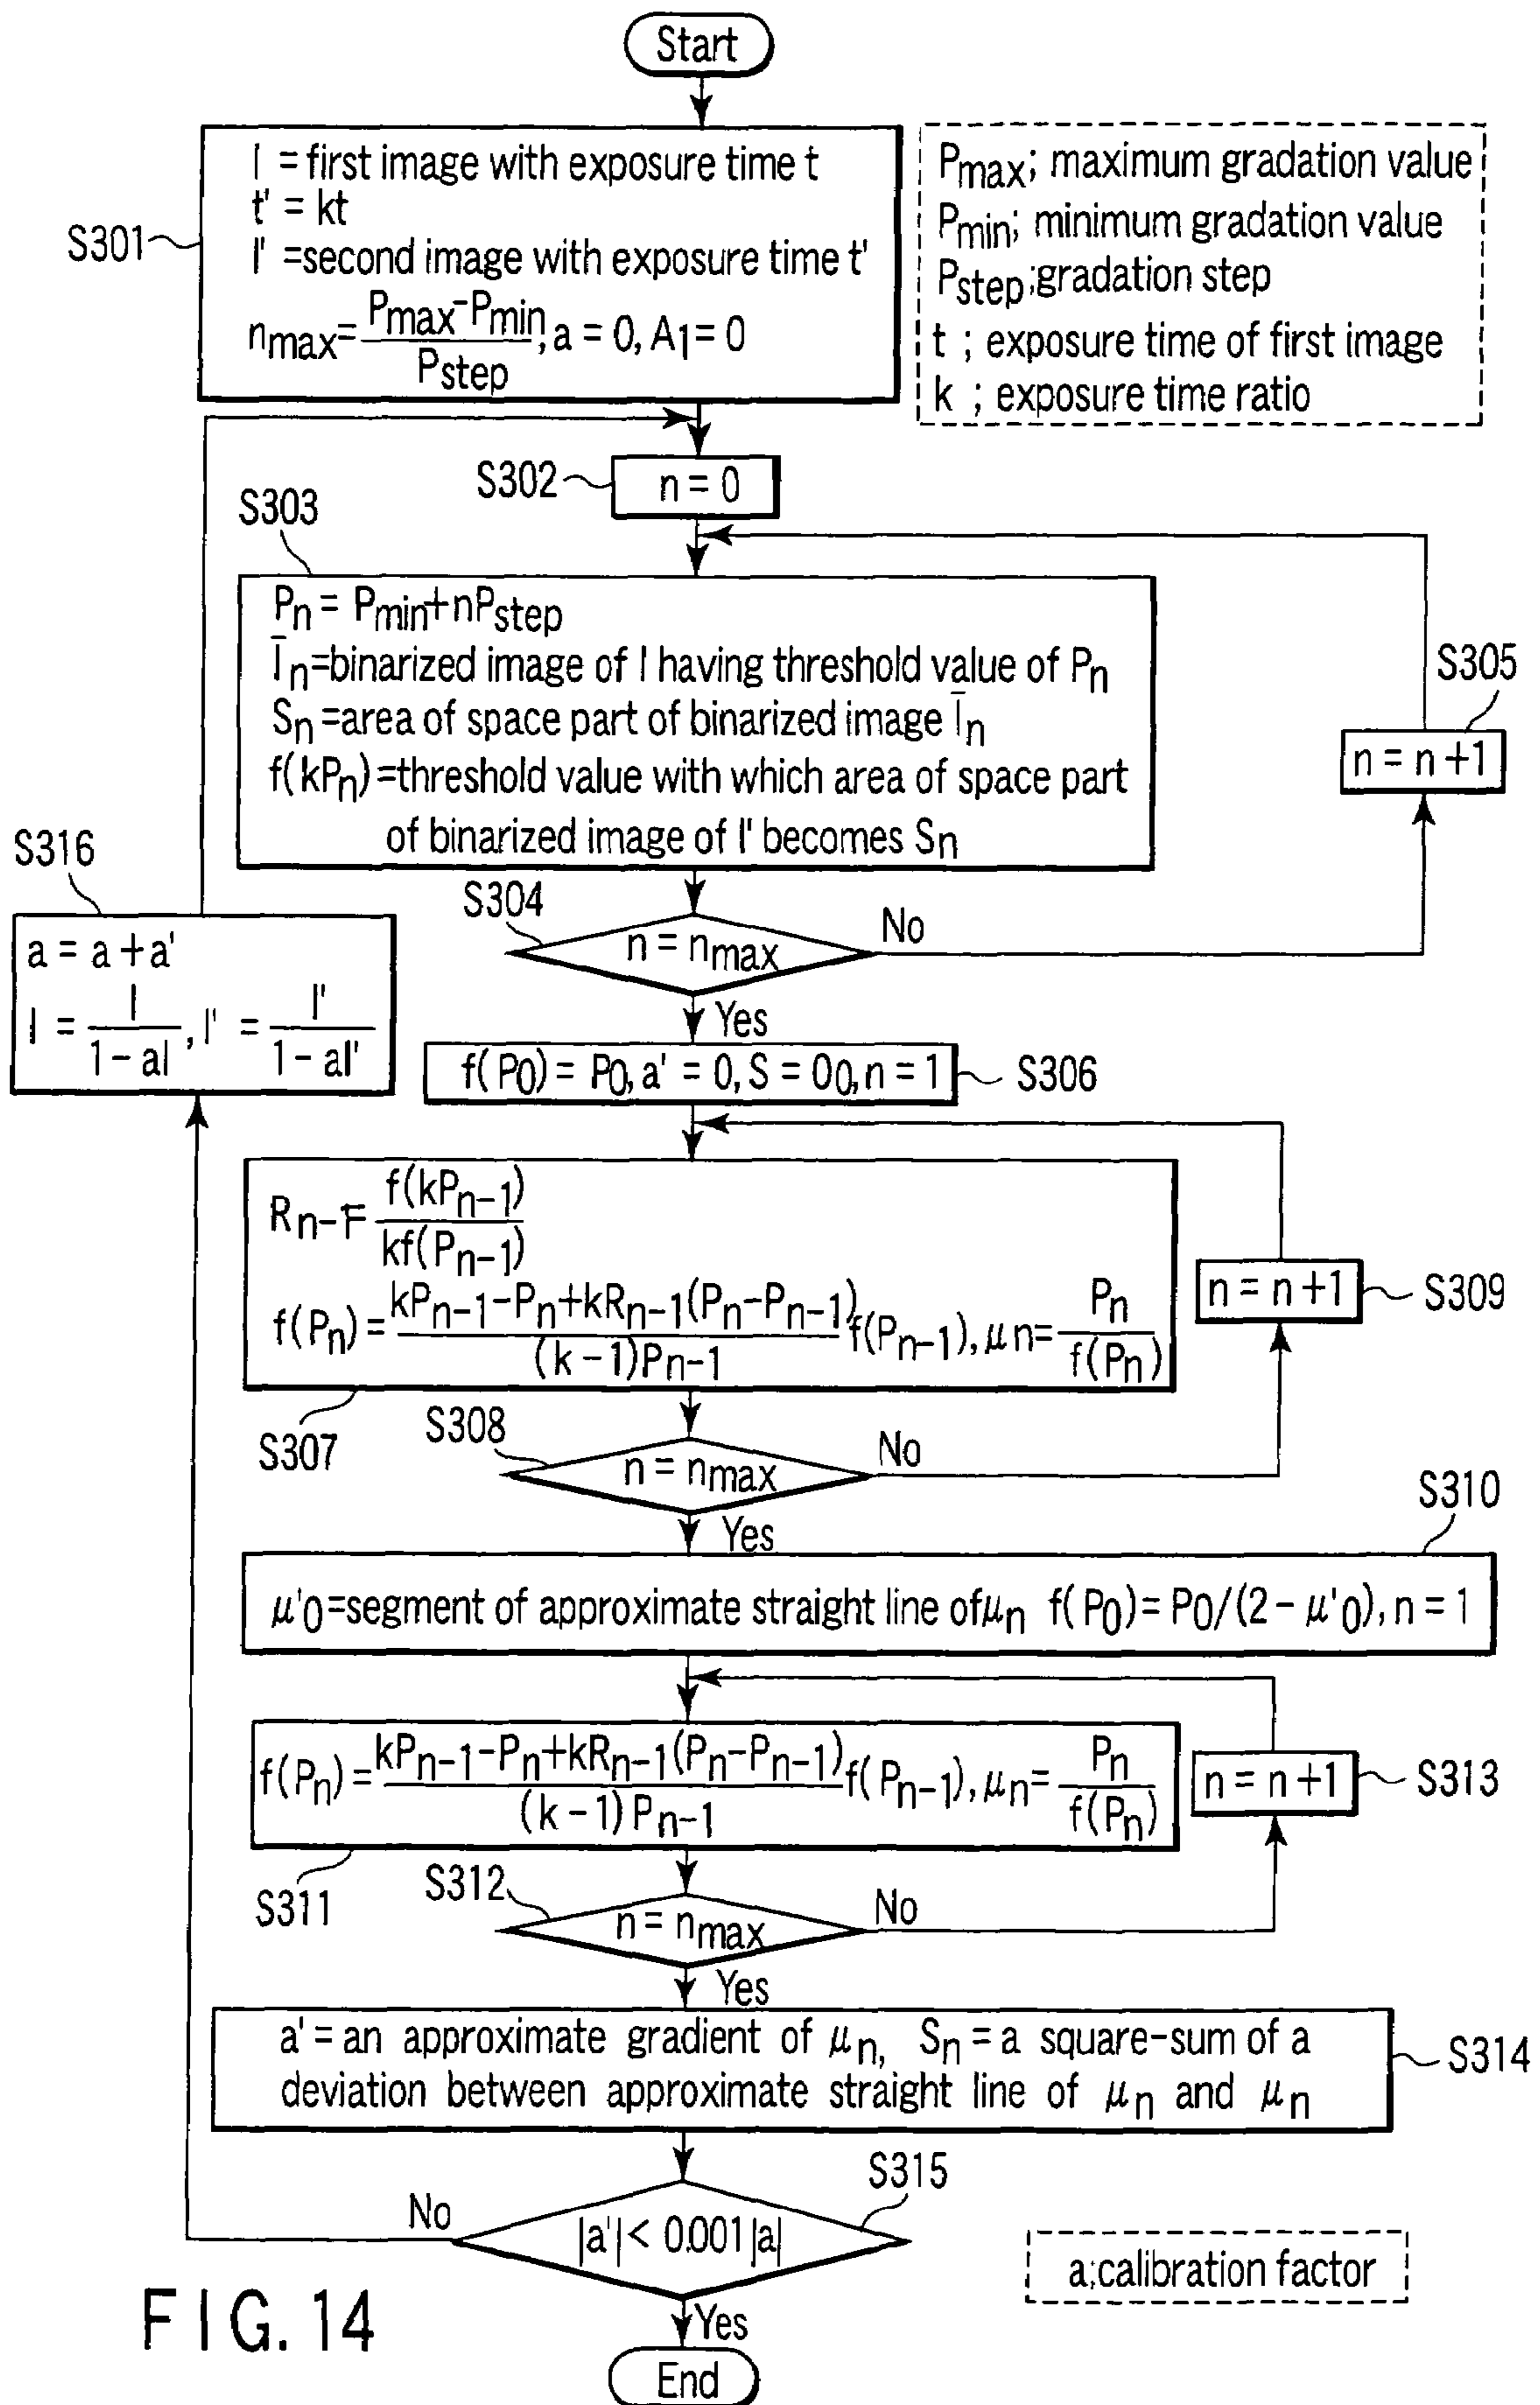 Start
S301
I = first image with exposure time t
t' = kt
I' =second image with exposure time t'
nmax= Pmax-Pmin / Pstep, a = 0, A1= 0
Pmax; maximum gradation value
Pmin; minimum gradation value
Pstep;gradation step
t ; exposure time of first image
k ; exposure time ratio
S302
n = 0
S303
Pn = Pmin+nPstep
Īn=binarized image of I having threshold value of Pn
Sn =area of space part of binarized image Īn
f(kPn)=threshold value with which area of space part
of binarized image of I' becomes Sn
S305
n = n+1
S304
n = nmax
No
Yes
S316
a = a+a'
I = I / 1-aI , I' = I' / 1-aI'
f(P0)= P0, a' = 0, S = 00, n = 1
S306
Rn-1= f(kPn-1) / kf(Pn-1)
f(Pn)= kPn-1-Pn+kRn-1(Pn-Pn-1) / (k-1)Pn-1 f(Pn-1), μn= Pn / f(Pn)
S307
n = n+1
S309
S308
n = nmax
No
Yes
S310
μ'0=segment of approximate straight line ofμn f(P0)= P0/(2-μ'0), n = 1
f(Pn)= kPn-1-Pn+kRn-1(Pn-Pn-1) / (k-1)Pn-1 f(Pn-1), μn= Pn / f(Pn)
S311
n = n+1
S313
S312
n = nmax
No
Yes
a' = an approximate gradient of μn, Sn = a square-sum of a
deviation between approximate straight line of μn and μn
S314
S315
|a'| < 0.001|a|
No
Yes
a;calibration factor
End
FIG. 14